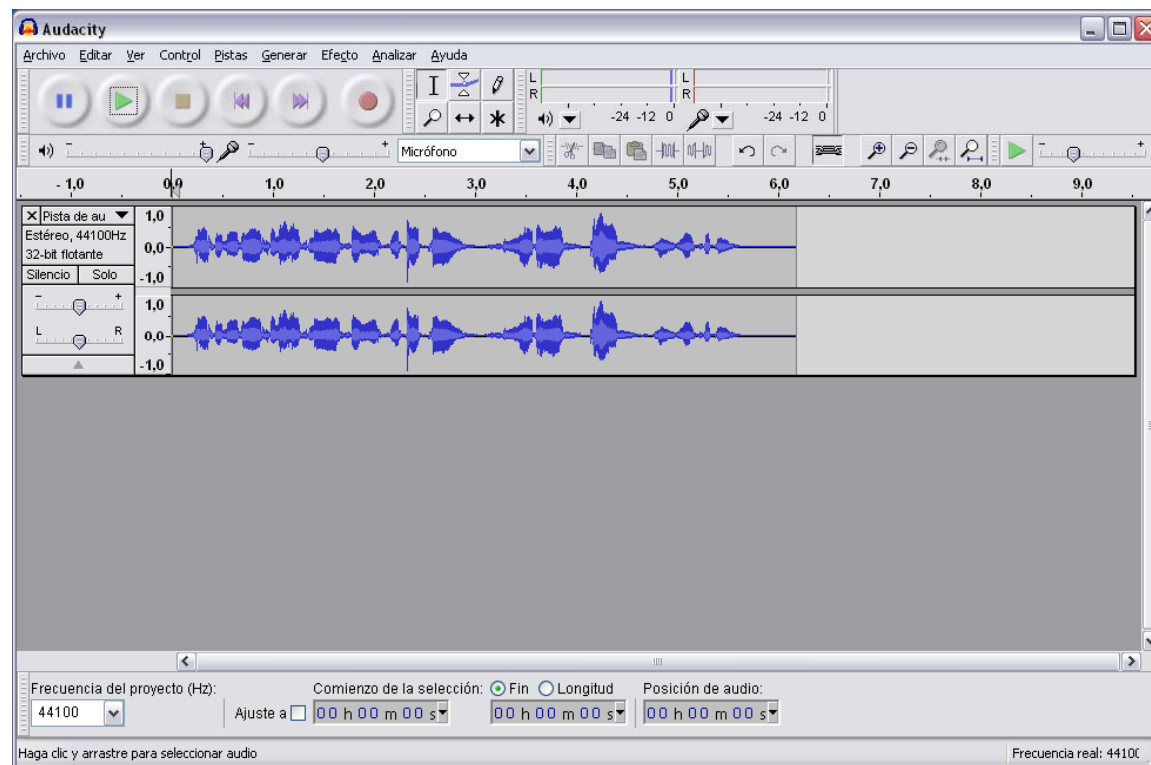 Audacity
Archivo Editar Ver Control Pistas Generar Efecto Analizar Ayuda
L
R
-24 -12 0
L
R
-24 -12 0
Micrófono
- 1,0 0,0 1,0 2,0 3,0 4,0 5,0 6,0 7,0 8,0 9,0
Pista de au
Estéreo, 44100Hz
32-bit flotante
Silencio Solo
- +
L R
1,0
0,0
-1,0
1,0
0,0
-1,0
Frecuencia del proyecto (Hz):
44100
Ajuste a
Comienzo de la selección: Fin Longitud
00 h 00 m 00 s
00 h 00 m 00 s
Posición de audio:
00 h 00 m 00 s
Haga clic y arrastre para seleccionar audio
Frecuencia real: 44100